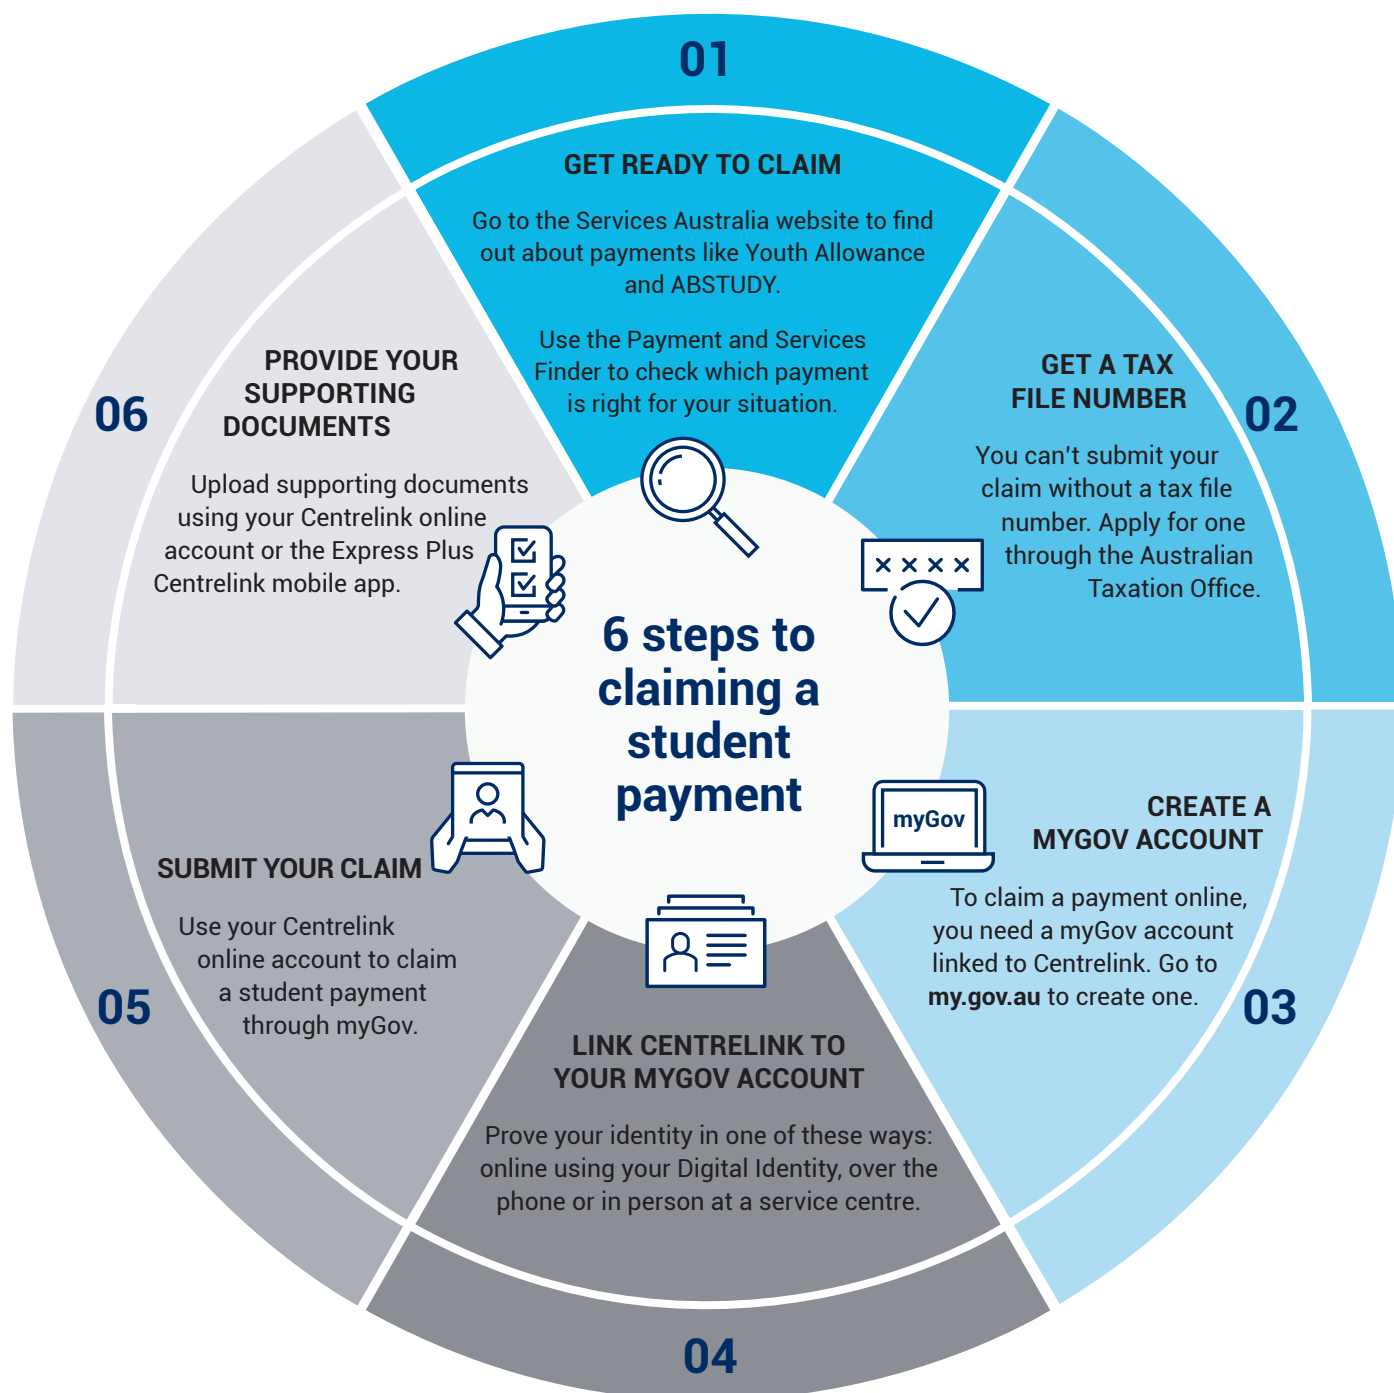 6 steps to
claiming a
student
payment
01
GET READY TO CLAIM
Go to the Services Australia website to find
out about payments like Youth Allowance
and ABSTUDY.
Use the Payment and Services
Finder to check which payment
is right for your situation.
02
GET A TAX
FILE NUMBER
You can't submit your
claim without a tax file
number. Apply for one
through the Australian
Taxation Office.
03
CREATE A
MYGOV ACCOUNT
To claim a payment online,
you need a myGov account
linked to Centrelink. Go to
my.gov.au to create one.
myGov
04
LINK CENTRELINK TO
YOUR MYGOV ACCOUNT
Prove your identity in one of these ways:
online using your Digital Identity, over the
phone or in person at a service centre.
05
SUBMIT YOUR CLAIM
Use your Centrelink
online account to claim
a student payment
through myGov.
06
PROVIDE YOUR
SUPPORTING
DOCUMENTS
Upload supporting documents
using your Centrelink online
account or the Express Plus
Centrelink mobile app.